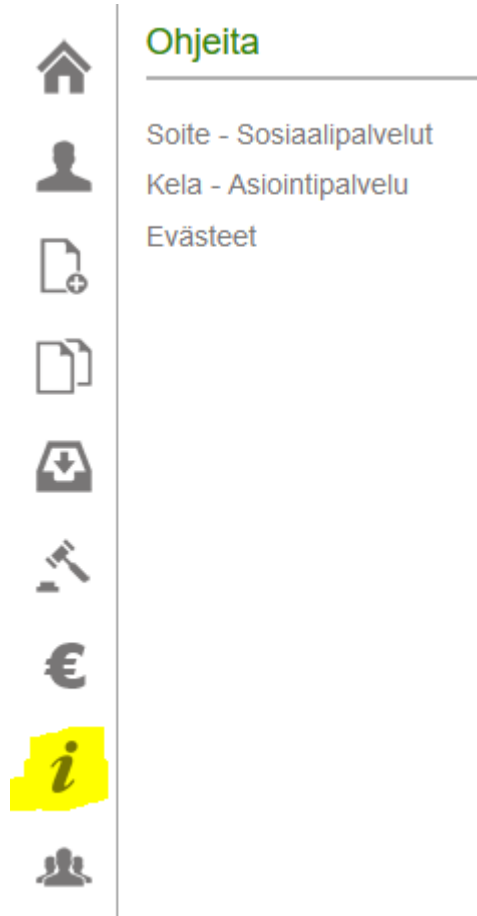 Ohjeita
Soite - Sosiaalipalvelut
Kela - Asiointipalvelu
Evästeet
€
i